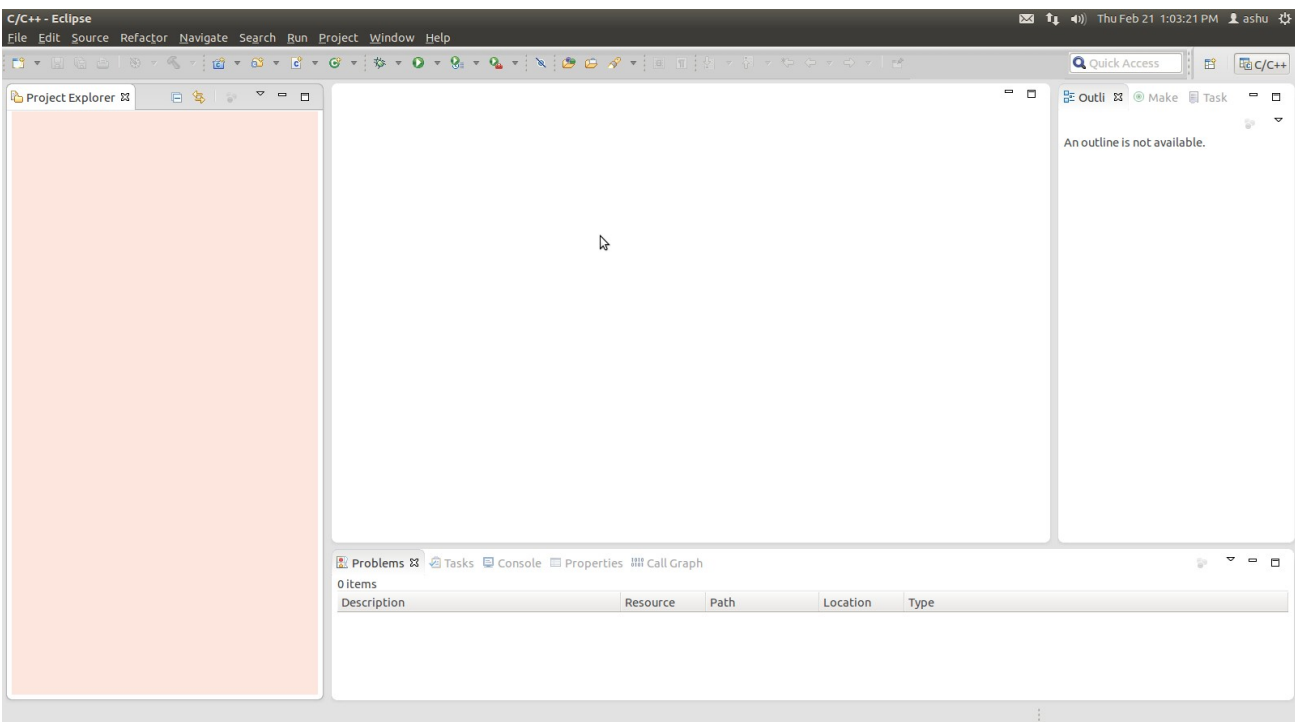 C/C++ - Eclipse
Thu Feb 21 1:03:21 PM ashu
File Edit Source Refactor Navigate Search Run Project Window Help
Quick Access
C/C++
Project Explorer
Outli Make Task
An outline is not available.
Problems Tasks Console Properties Call Graph
0 items
Description Resource Path Location Type